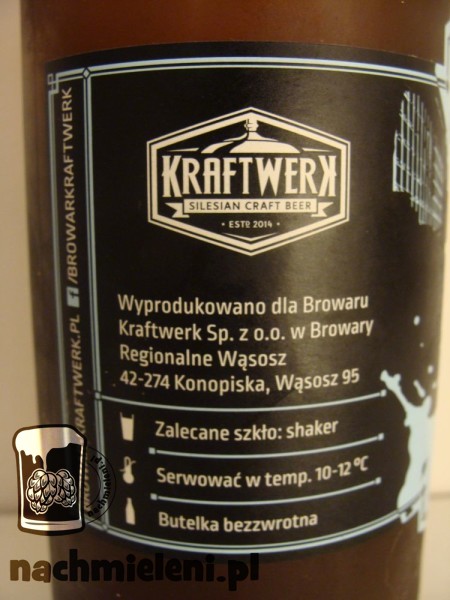 KRAFTWERK
SILESIAN CRAFT BEER
• ESTD 2014 •
Wyprodukowano dla Browaru
Kraftwerk Sp. z o.o. w Browary
Regionalne Wąsosz
42-274 Konopiska, Wąsosz 95
Zalecane szkło: shaker
Serwować w temp. 10-12 °C
Butelka bezzwrotna
KRAFTWERK.PL /BROWARKRAFTWERK
nachmieleni.pl